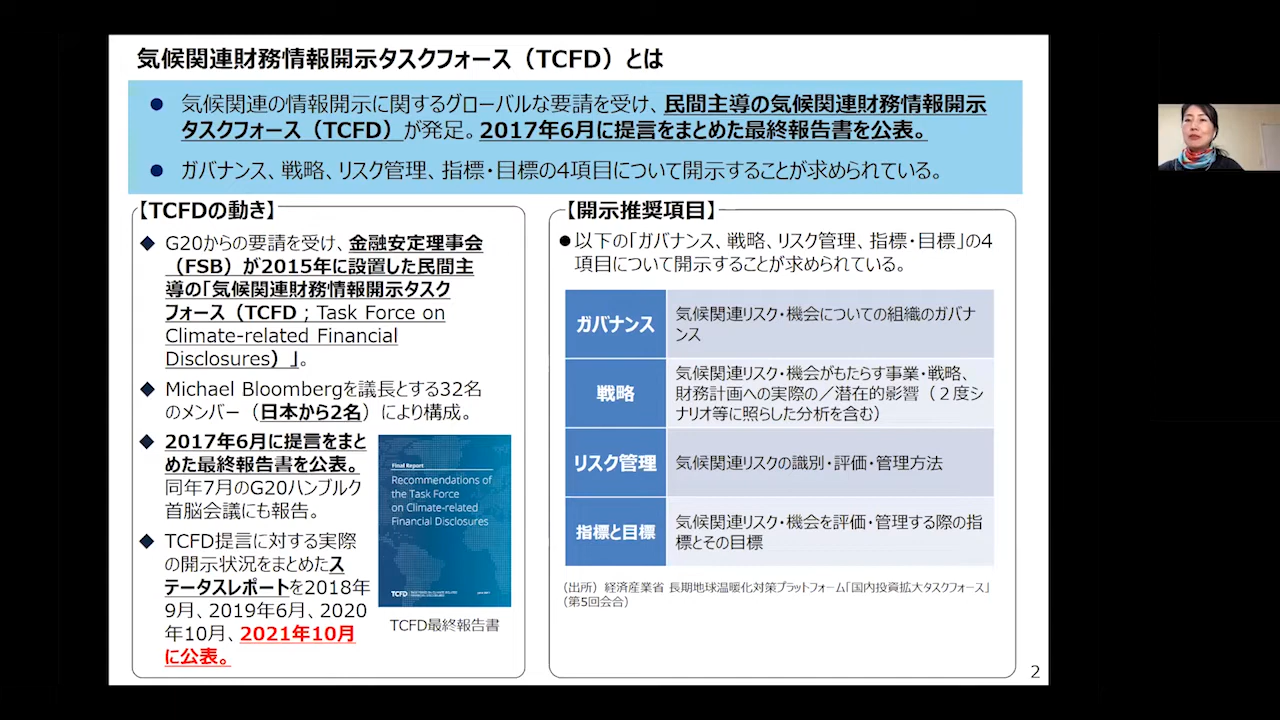 気候関連財務情報開示タスクフォース（TCFD）とは
● 気候関連の情報開示に関するグローバルな要請を受け、民間主導の気候関連財務情報開示
タスクフォース（TCFD）が発足。2017年6月に提言をまとめた最終報告書を公表。
● ガバナンス、戦略、リスク管理、指標・目標の4項目について開示することが求められている。
【TCFDの動き】
◆ G20からの要請を受け、金融安定理事会
（FSB）が2015年に設置した民間主
導の「気候関連財務情報開示タスク
フォース（TCFD；Task Force on
Climate-related Financial
Disclosures）」。
◆ Michael Bloombergを議長とする32名
のメンバー（日本から2名）により構成。
◆ 2017年6月に提言をまと
めた最終報告書を公表。
同年7月のG20ハンブルク
首脳会議にも報告。
◆ TCFD提言に対する実際
の開示状況をまとめたス
テータスレポートを2018年
9月、2019年6月、2020
年10月、2021年10月
に公表。
Final Report
Recommendations of
the Task Force
on Climate-related
Financial Disclosures
TCFD
TCFD最終報告書
【開示推奨項目】
●以下の「ガバナンス、戦略、リスク管理、指標・目標」の4
項目について開示することが求められている。
ガバナンス
気候関連リスク・機会についての組織のガバナ
ンス
戦略
気候関連リスク・機会がもたらす事業・戦略、
財務計画への実際の／潜在的影響（２度シ
ナリオ等に照らした分析を含む）
リスク管理
気候関連リスクの識別・評価・管理方法
指標と目標
気候関連リスク・機会を評価・管理する際の指
標とその目標
（出所）経済産業省 長期地球温暖化対策プラットフォーム「国内投資拡大タスクフォース」
（第5回会合）
2